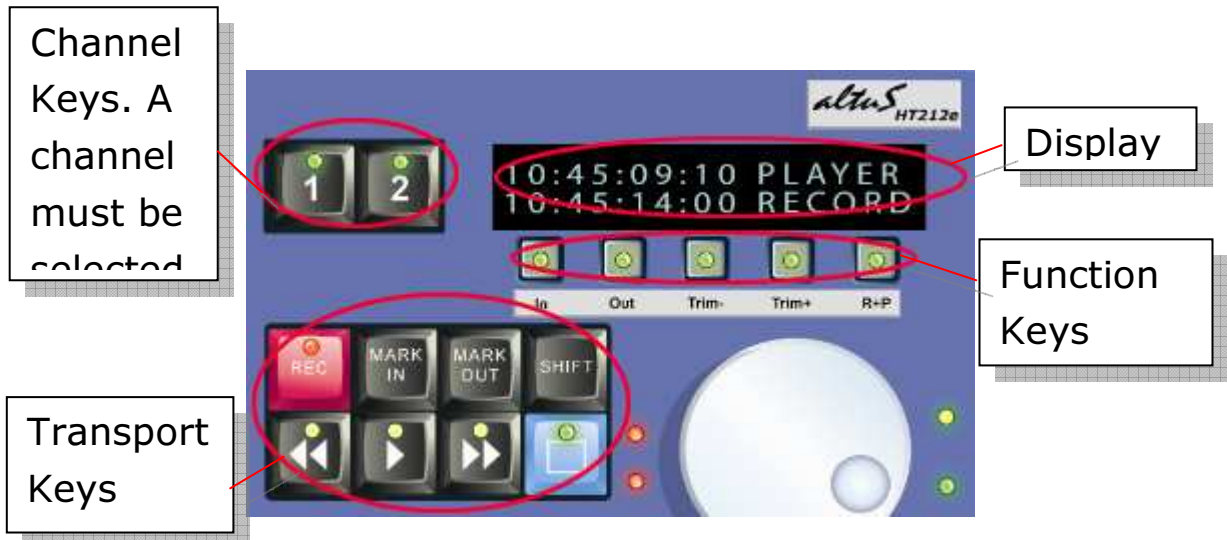 Channel
Keys. A
channel
must be
selected
altuS
HT212e
1 2
10:45:09:10 PLAYER
10:45:14:00 RECORD
Display
In Out Trim- Trim+ R+P
Function
Keys
REC MARK IN MARK OUT SHIFT
Transport
Keys